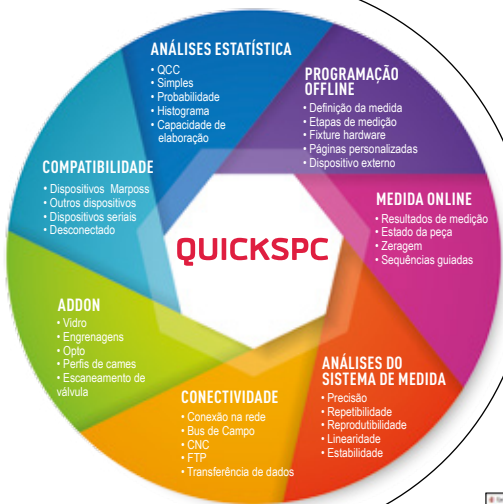 ANÁLISES ESTATÍSTICA
• QCC
• Simples
• Probabilidade
• Histograma
• Capacidade de
elaboração
PROGRAMAÇÃO
OFFLINE
• Definição da medida
• Etapas de medição
• Fixture hardware
• Páginas personalizadas
• Dispositivo externo
MEDIDA ONLINE
• Resultados de medição
• Estado da peça
• Zeragem
• Sequências guiadas
ANÁLISES DO
SISTEMA DE MEDIDA
• Precisão
• Repetibilidade
• Reprodutibilidade
• Linearidade
• Estabilidade
CONECTIVIDADE
• Conexão na rede
• Bus de Campo
• CNC
• FTP
• Transferência de dados
ADDON
• Vidro
• Engrenagens
• Opto
• Perfis de cames
• Escaneamento de
válvula
COMPATIBILIDADE
• Dispositivos Marposs
• Outros dispositivos
• Dispositivos seriais
• Desconectado
QUICKSPC